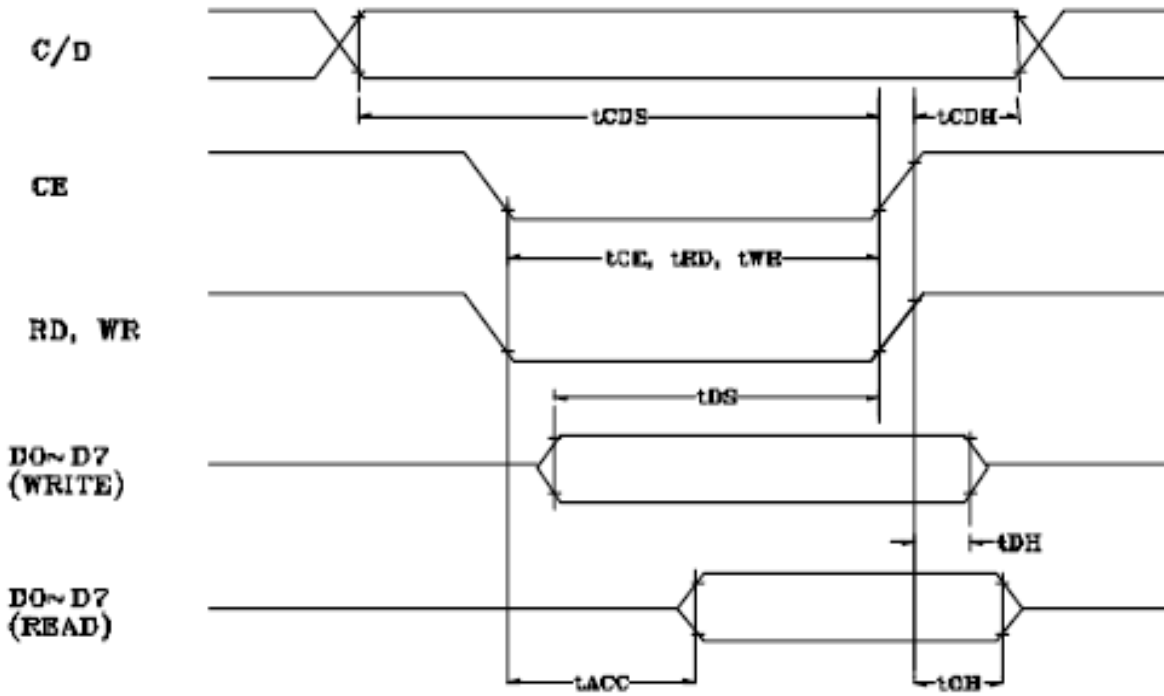 C/D
tCDS
tCDH
CE
tCE, tRD, tWR
RD, WR
tDS
D0~D7
(WRITE)
tDH
D0~D7
(READ)
tACC
tOH